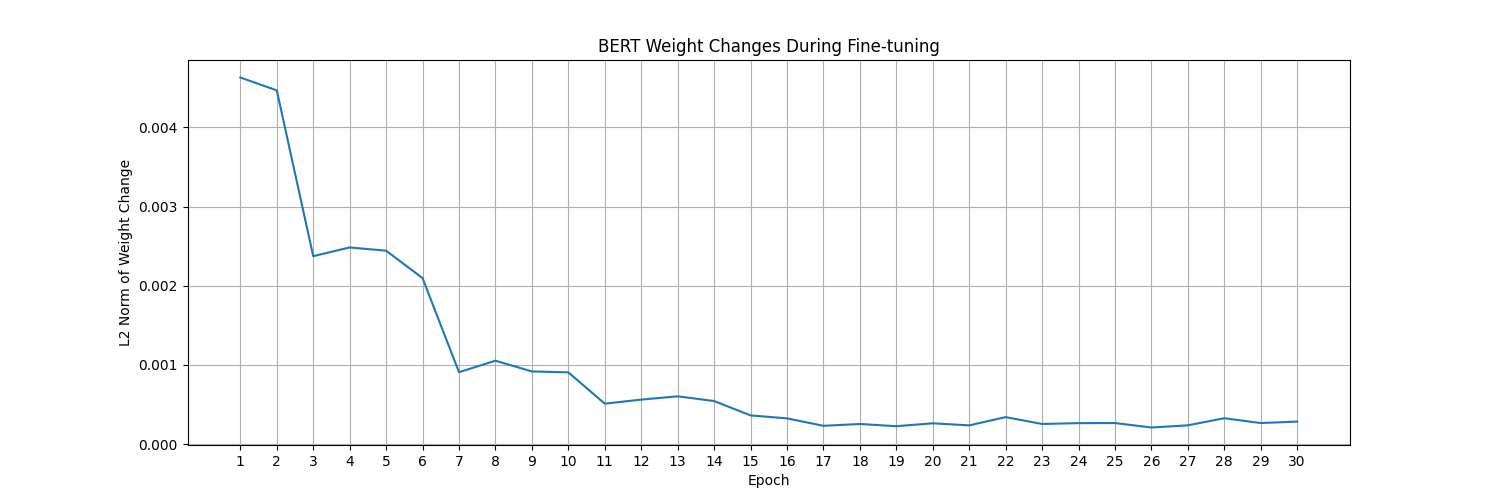 BERT Weight Changes During Fine-tuning
L2 Norm of Weight Change
0.004
0.003
0.002
0.001
0.000
1 2 3 4 5 6 7 8 9 10 11 12 13 14 15 16 17 18 19 20 21 22 23 24 25 26 27 28 29 30
Epoch